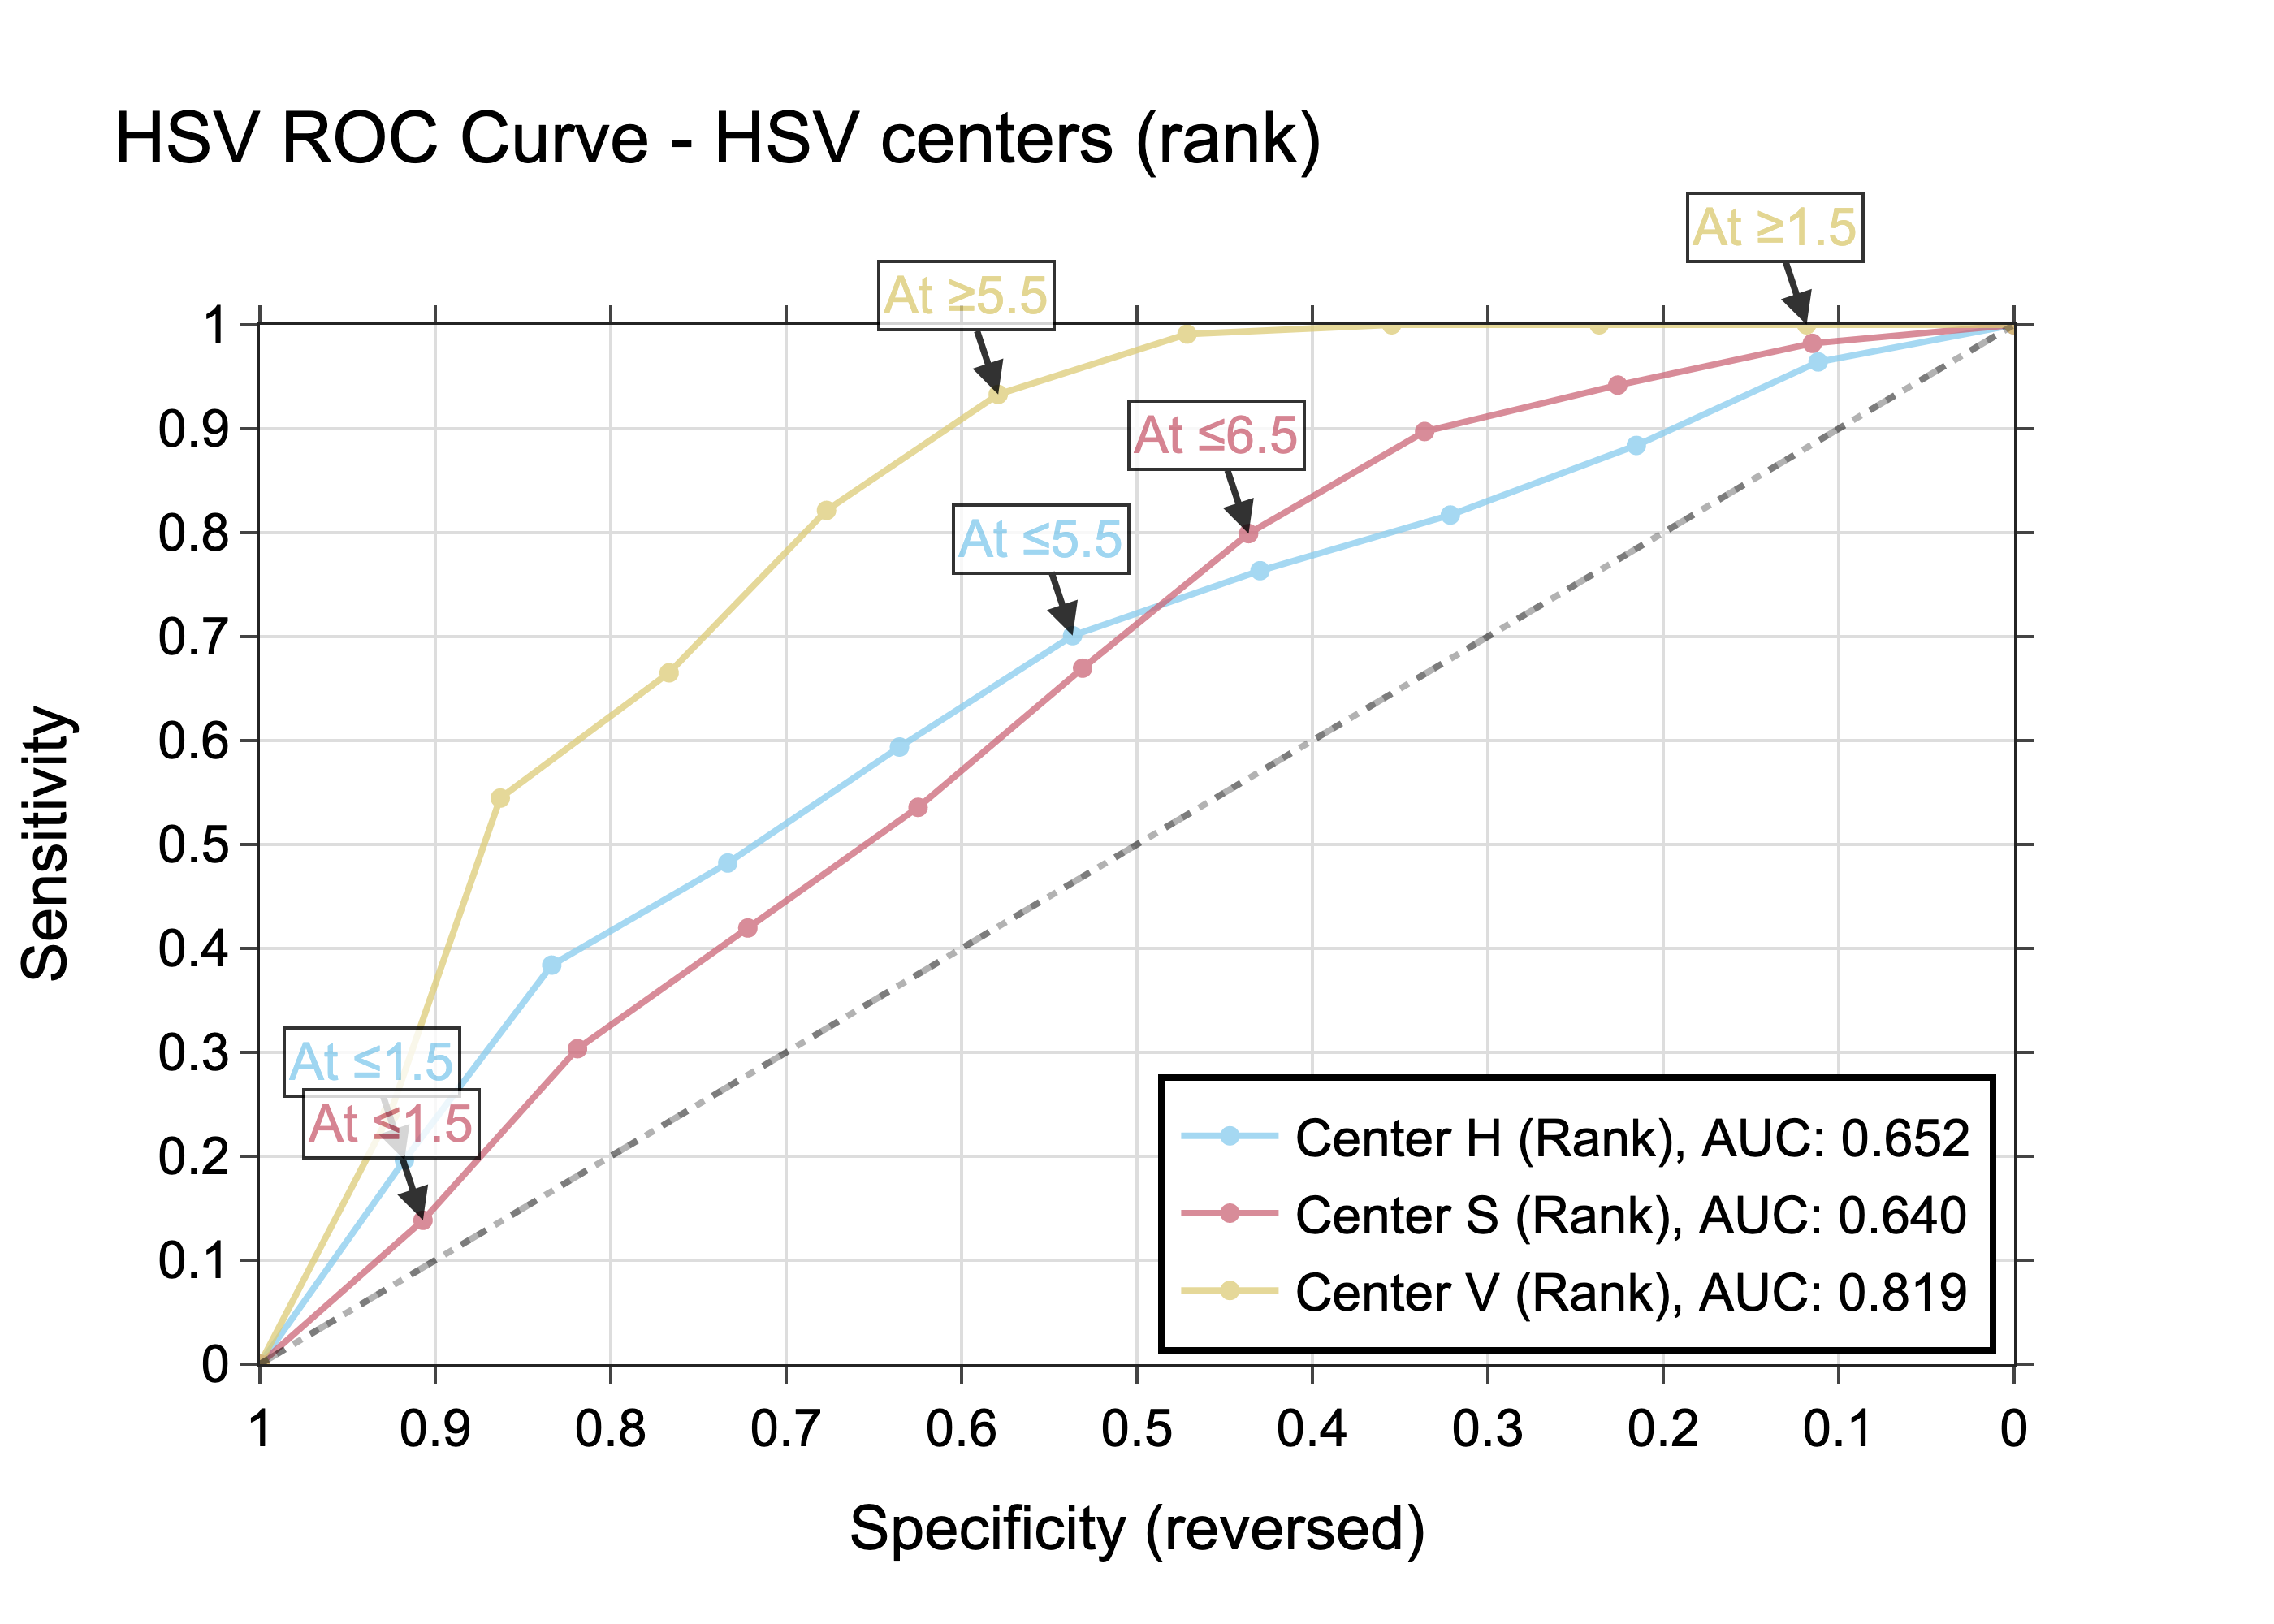 HSV ROC Curve - HSV centers (rank)
At ≥1.5
At ≥5.5
At ≤6.5
At ≤5.5
At ≤1.5
At ≤1.5
Sensitivity
1
0.9
0.8
0.7
0.6
0.5
0.4
0.3
0.2
0.1
0
Center H (Rank), AUC: 0.652
Center S (Rank), AUC: 0.640
Center V (Rank), AUC: 0.819
1 0.9 0.8 0.7 0.6 0.5 0.4 0.3 0.2 0.1 0
Specificity (reversed)